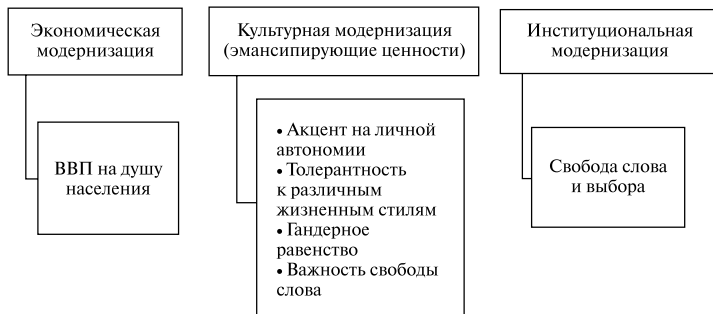 Экономическая
модернизация
ВВП на душу
населения
Культурная модернизация
(эмансипирующие ценности)
• Акцент на личной
автономии
• Толерантность
к различным
жизненным стилям
• Гандерное
равенство
• Важность свободы
слова
Институциональная
модернизация
Свобода слова
и выбора